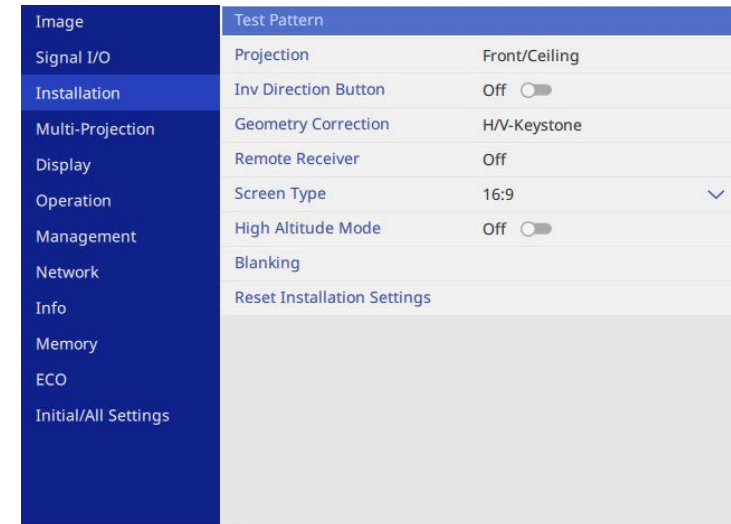 Image
Signal I/O
Installation
Multi-Projection
Display
Operation
Management
Network
Info
Memory
ECO
Initial/All Settings
Test Pattern
Projection Front/Ceiling
Inv Direction Button Off
Geometry Correction H/V-Keystone
Remote Receiver Off
Screen Type 16:9
High Altitude Mode Off
Blanking
Reset Installation Settings